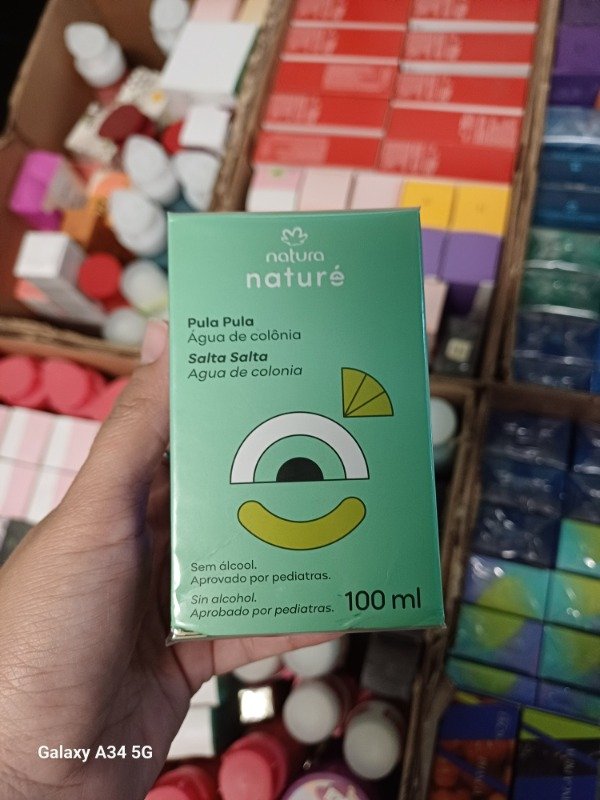 natura
naturé
Pula Pula
Água de colônia
Salta Salta
Agua de colonia
Sem álcool.
Aprovado por pediatras.
Sin alcohol.
Aprobado por pediatras.
100 ml
Galaxy A34 5G